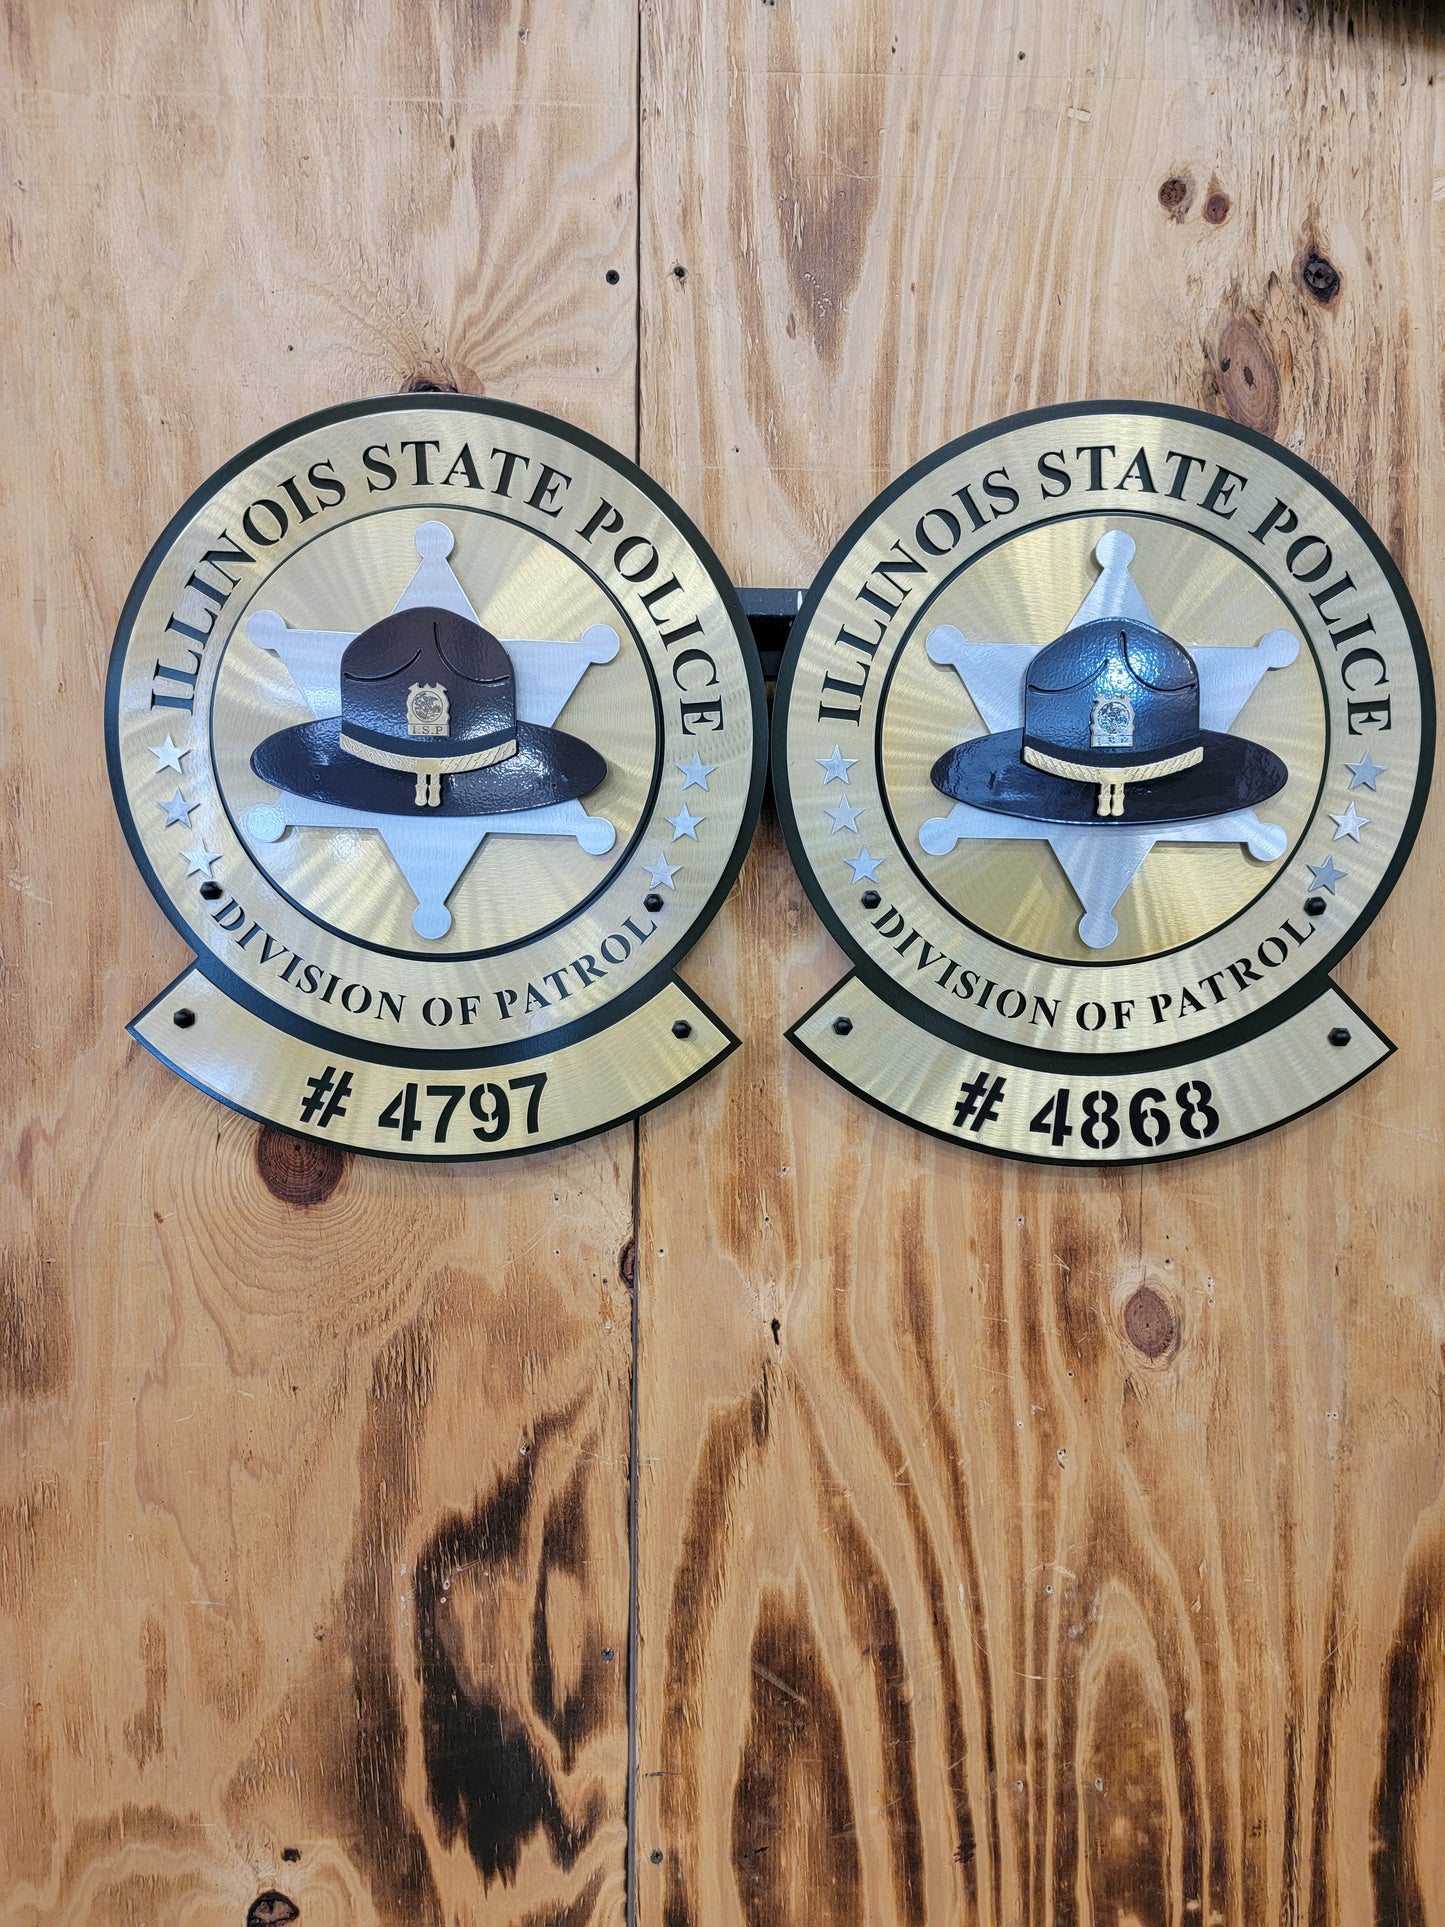 ILLINOIS STATE POLICE
I.S.P
DIVISION OF PATROL
# 4797
ILLINOIS STATE POLICE
I.S.P
DIVISION OF PATROL
# 4868